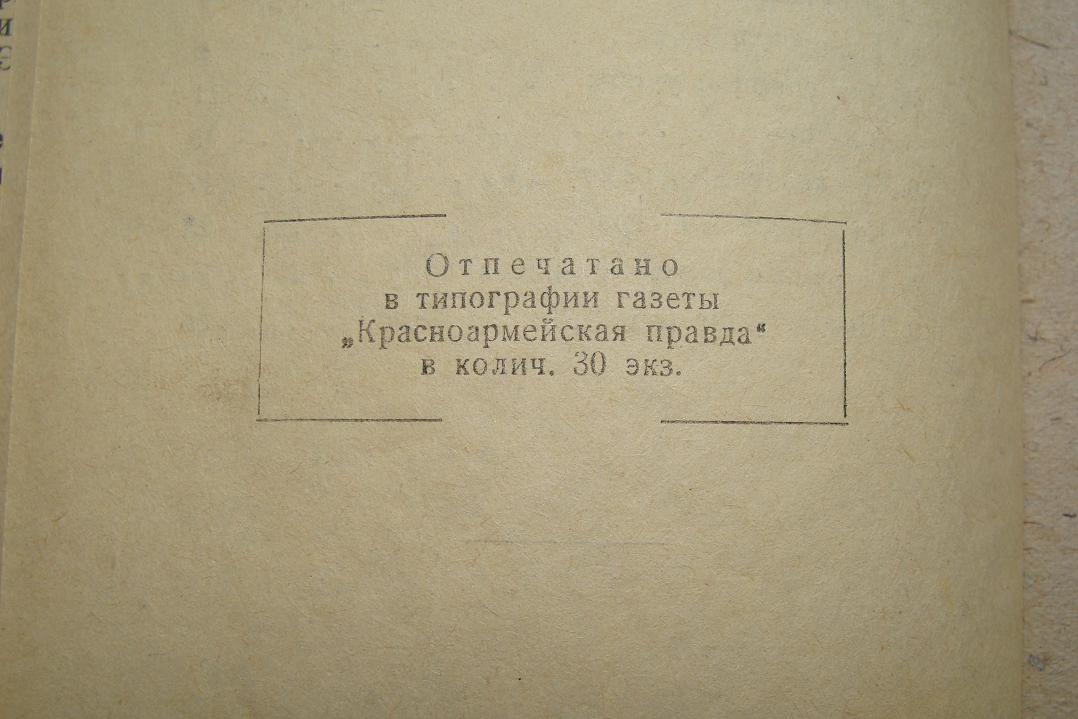 Отпечатано
в типографии газеты
„Красноармейская правда“
в колич. 30 экз.